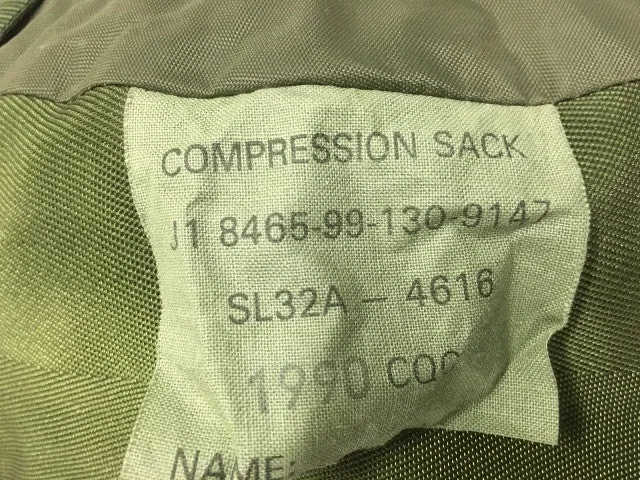 COMPRESSION SACK
J1 8465-99-130-9147
SL32A - 4616
1990
NAME: